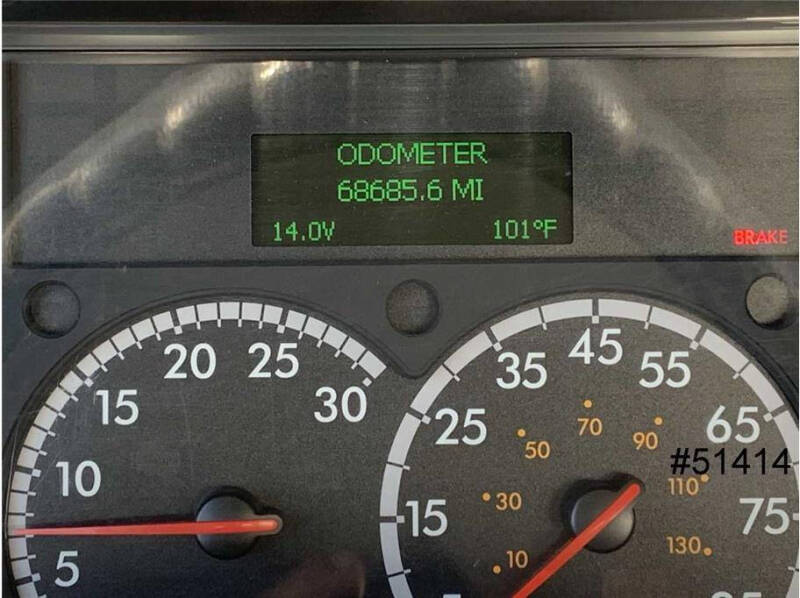 ODOMETER
68685.6 MI
14.0V 101°F
BRAKE
5 10 15 20 25 30
15 25 35 45 55 65 75
10 30 50 70 90 110 130
#51414